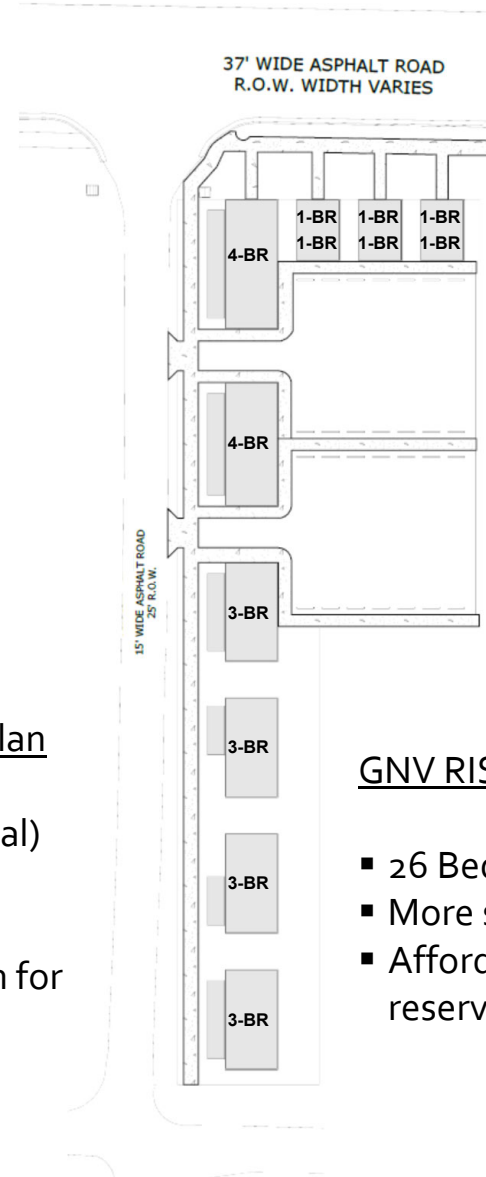 37' WIDE ASPHALT ROAD
R.O.W. WIDTH VARIES
1-BR 1-BR 1-BR
1-BR 1-BR 1-BR
4-BR
4-BR
15' WIDE ASPHALT ROAD
25' R.O.W.
3-BR
3-BR
3-BR
3-BR
lan
al)
n for
GNV RIS
▪ 26 Bed
▪ More s
▪ Afford
reserv